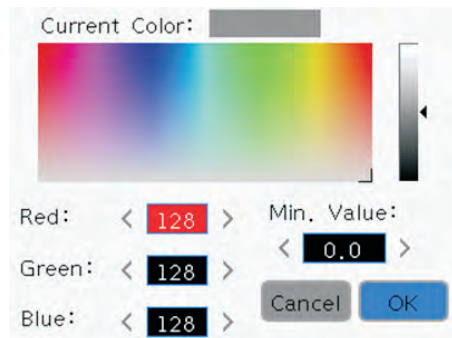 Current Color:
Red: < 128 >
Green: < 128 >
Blue: < 128 >
Min. Value:
< 0.0 >
Cancel OK